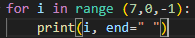 for i in range (7,0,-1):
    print(i, end=" ")